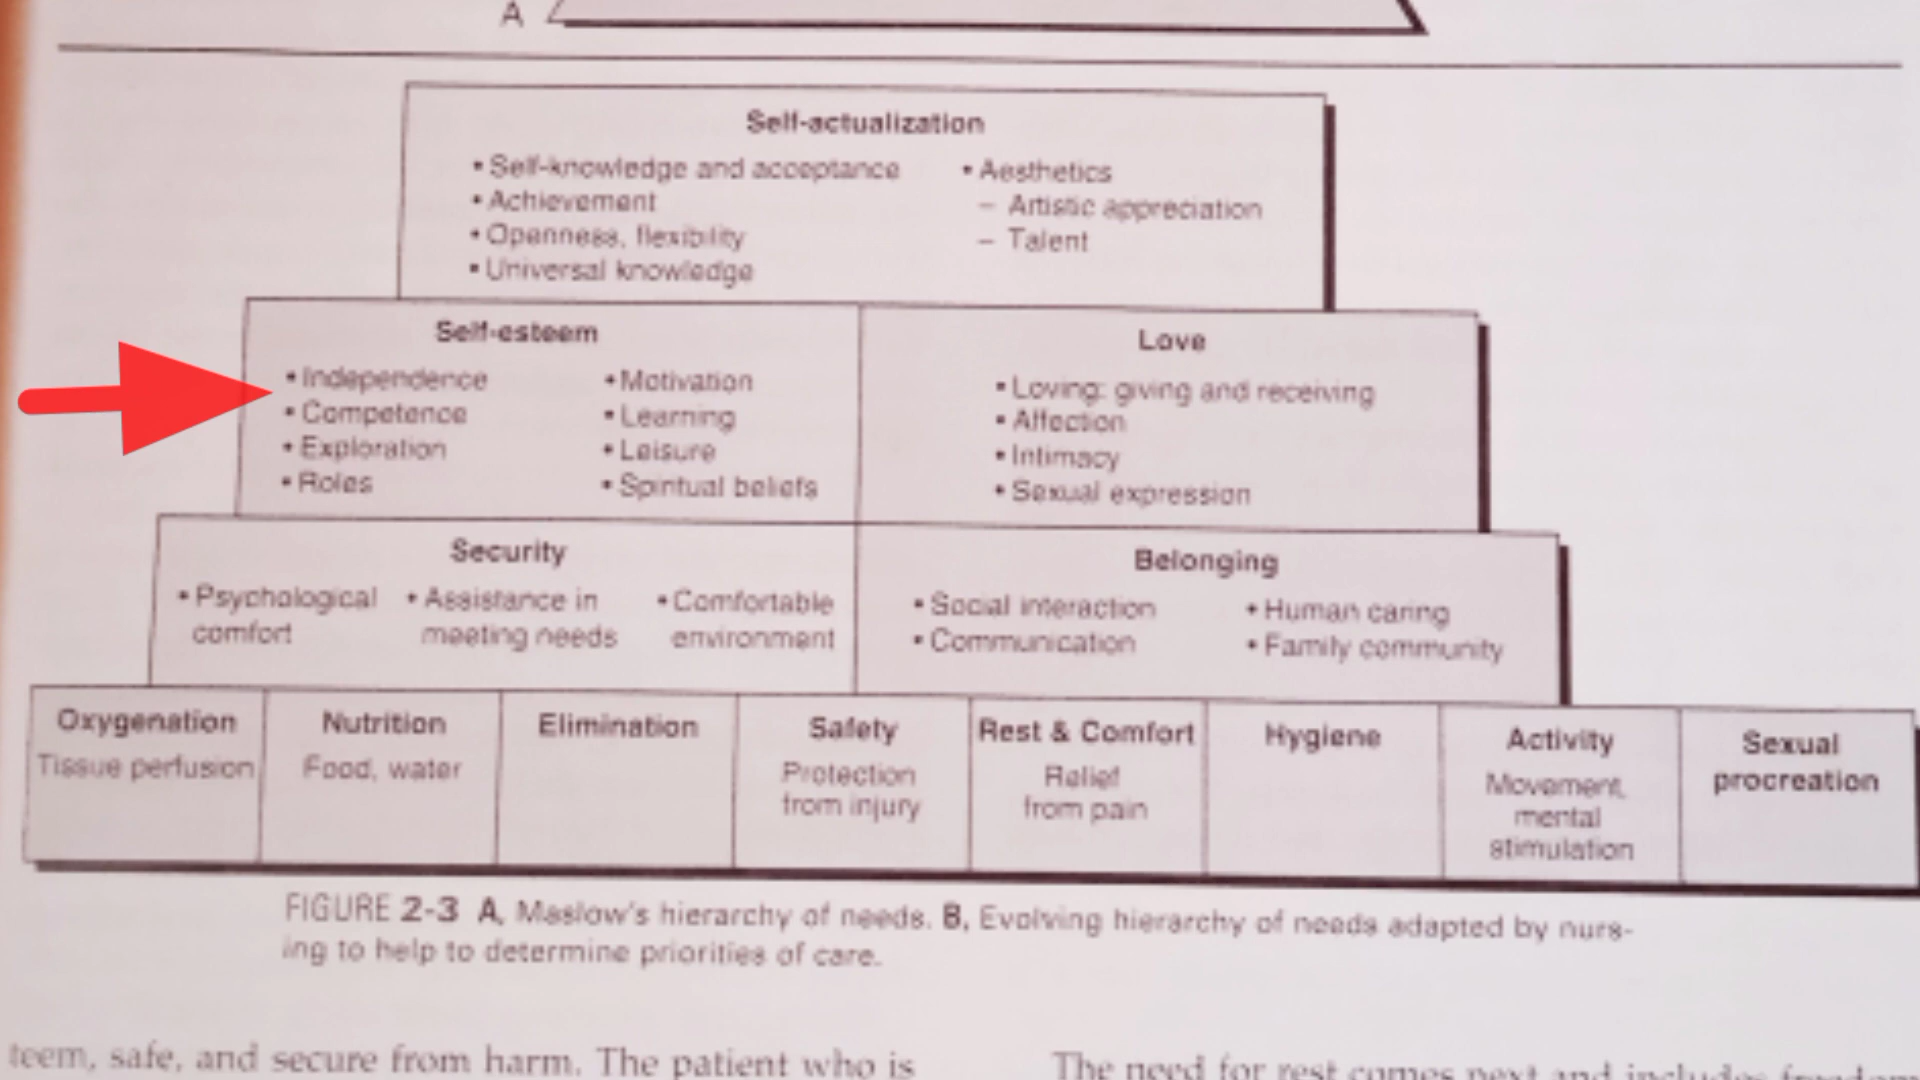 A
Self-actualization
• Self-knowledge and acceptance
• Achievement
• Openness, flexibility
• Universal knowledge
• Aesthetics
– Artistic appreciation
– Talent
Self-esteem
• Independence
• Competence
• Exploration
• Roles
• Motivation
• Learning
• Leisure
• Spiritual beliefs
Love
• Loving: giving and receiving
• Affection
• Intimacy
• Sexual expression
Security
• Psychological
comfort
• Assistance in
meeting needs
• Comfortable
environment
Belonging
• Social interaction
• Communication
• Human caring
• Family community
Oxygenation
Tissue perfusion
Nutrition
Food, water
Elimination
Safety
Protection
from injury
Rest & Comfort
Relief
from pain
Hygiene
Activity
Movement,
mental
stimulation
Sexual
procreation
FIGURE 2-3 A, Maslow's hierarchy of needs. B, Evolving hierarchy of needs adapted by nurs-
ing to help to determine priorities of care.
teem, safe, and secure from harm. The patient who is
The need for rest comes next and includes freedom